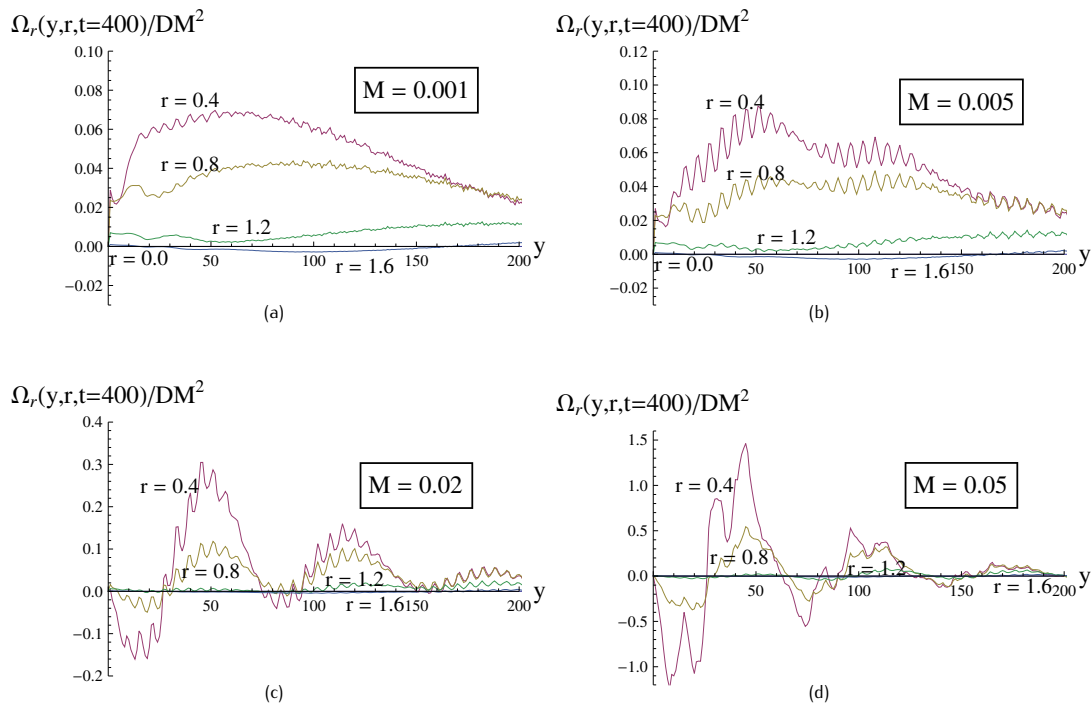 Ωᵣ(y,r,t=400)/DM²
0.10
0.08
0.06
0.04
0.02
0.00
−0.02
M = 0.001
r = 0.4
r = 0.8
r = 1.2
r = 0.0
r = 1.6
50
100
150
200
y
(a)
Ωᵣ(y,r,t=400)/DM²
0.12
0.10
0.08
0.06
0.04
0.02
0.00
−0.02
M = 0.005
r = 0.4
r = 0.8
r = 1.2
r = 0.0
r = 1.6
50
100
150
200
y
(b)
Ωᵣ(y,r,t=400)/DM²
0.4
0.3
0.2
0.1
0.0
−0.1
−0.2
M = 0.02
r = 0.4
r = 0.8
r = 1.2
r = 1.6
50
100
150
200
y
(c)
Ωᵣ(y,r,t=400)/DM²
1.5
1.0
0.5
0.0
−0.5
−1.0
M = 0.05
r = 0.4
r = 0.8
r = 1.2
r = 1.6
50
100
150
200
y
(d)